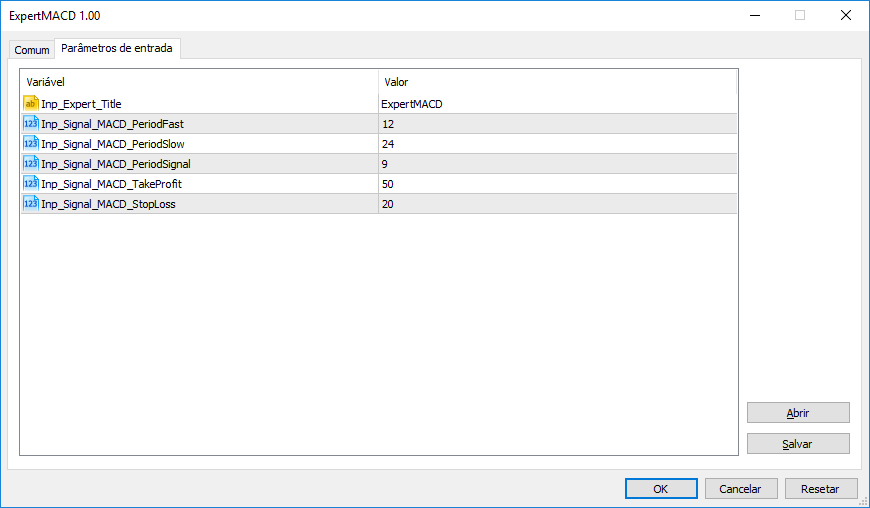 ExpertMACD 1.00
Comum Parâmetros de entrada
Variável Valor
ab Inp_Expert_Title ExpertMACD
123 Inp_Signal_MACD_PeriodFast 12
123 Inp_Signal_MACD_PeriodSlow 24
123 Inp_Signal_MACD_PeriodSignal 9
123 Inp_Signal_MACD_TakeProfit 50
123 Inp_Signal_MACD_StopLoss 20
Abrir
Salvar
OK Cancelar Resetar